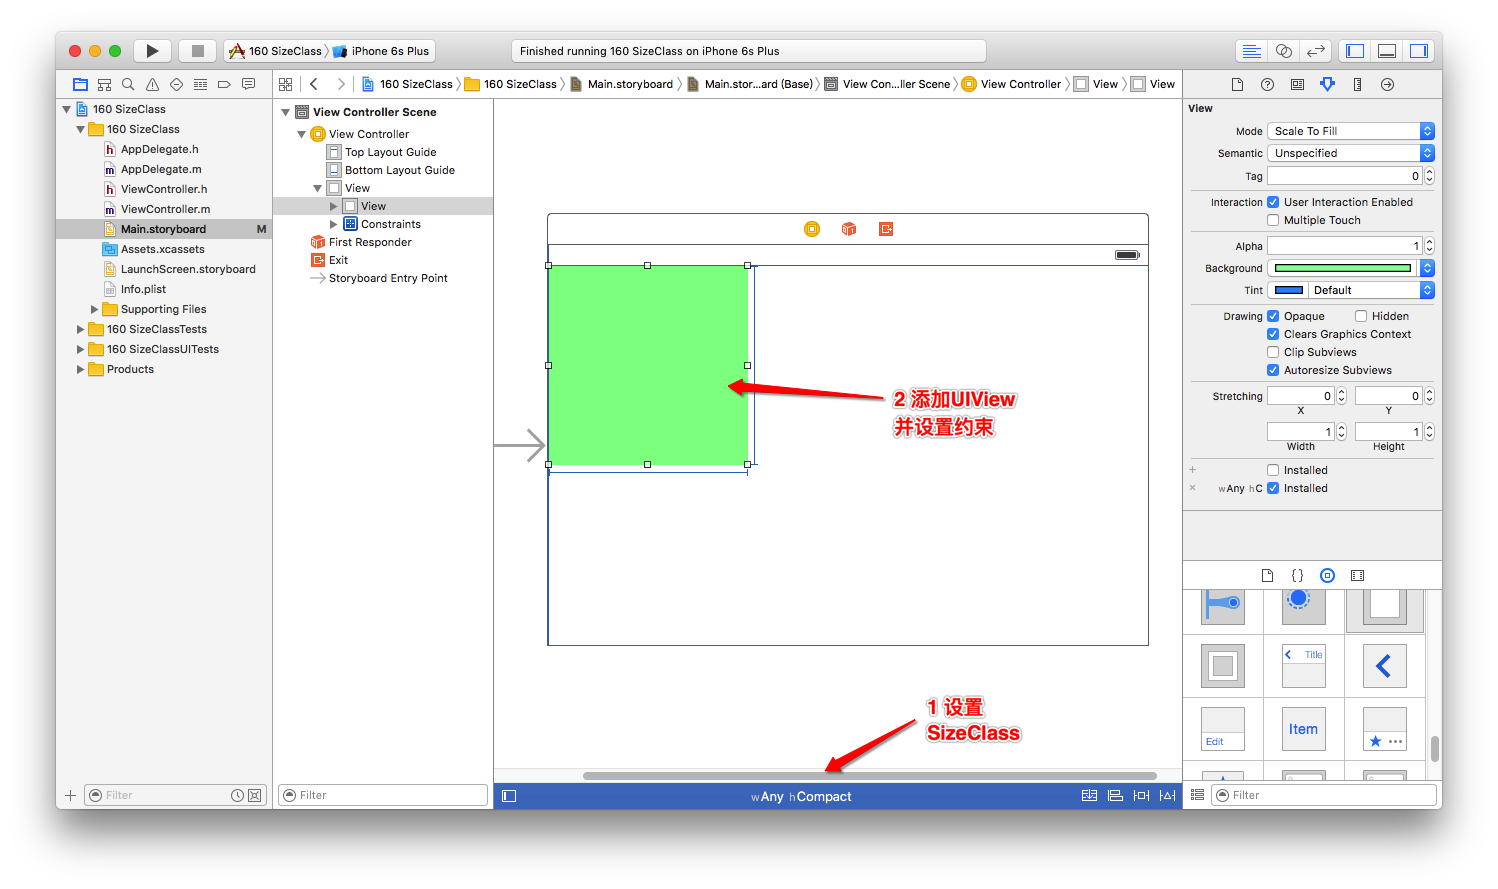 160 SizeClass
iPhone 6s Plus
Finished running 160 SizeClass on iPhone 6s Plus
160 SizeClass
160 SizeClass
Main.storyboard
Main.stor...ard (Base)
View Con...ller Scene
View Controller
View
View
160 SizeClass
160 SizeClass
AppDelegate.h
AppDelegate.m
ViewController.h
ViewController.m
Main.storyboard M
Assets.xcassets
LaunchScreen.storyboard
Info.plist
Supporting Files
160 SizeClassTests
160 SizeClassUITests
Products
Filter
View Controller Scene
View Controller
Top Layout Guide
Bottom Layout Guide
View
View
Constraints
First Responder
Exit
Storyboard Entry Point
Filter
2 添加UIView
并设置约束
1 设置
SizeClass
wAny hCompact
View
Mode Scale To Fill
Semantic Unspecified
Tag 0
Interaction User Interaction Enabled
Multiple Touch
Alpha 1
Background
Tint Default
Drawing Opaque Hidden
Clears Graphics Context
Clip Subviews
Autoresize Subviews
Stretching 0 0
X Y
1 1
Width Height
+ Installed
× wAny hC Installed
Title
Edit
Item
Filter